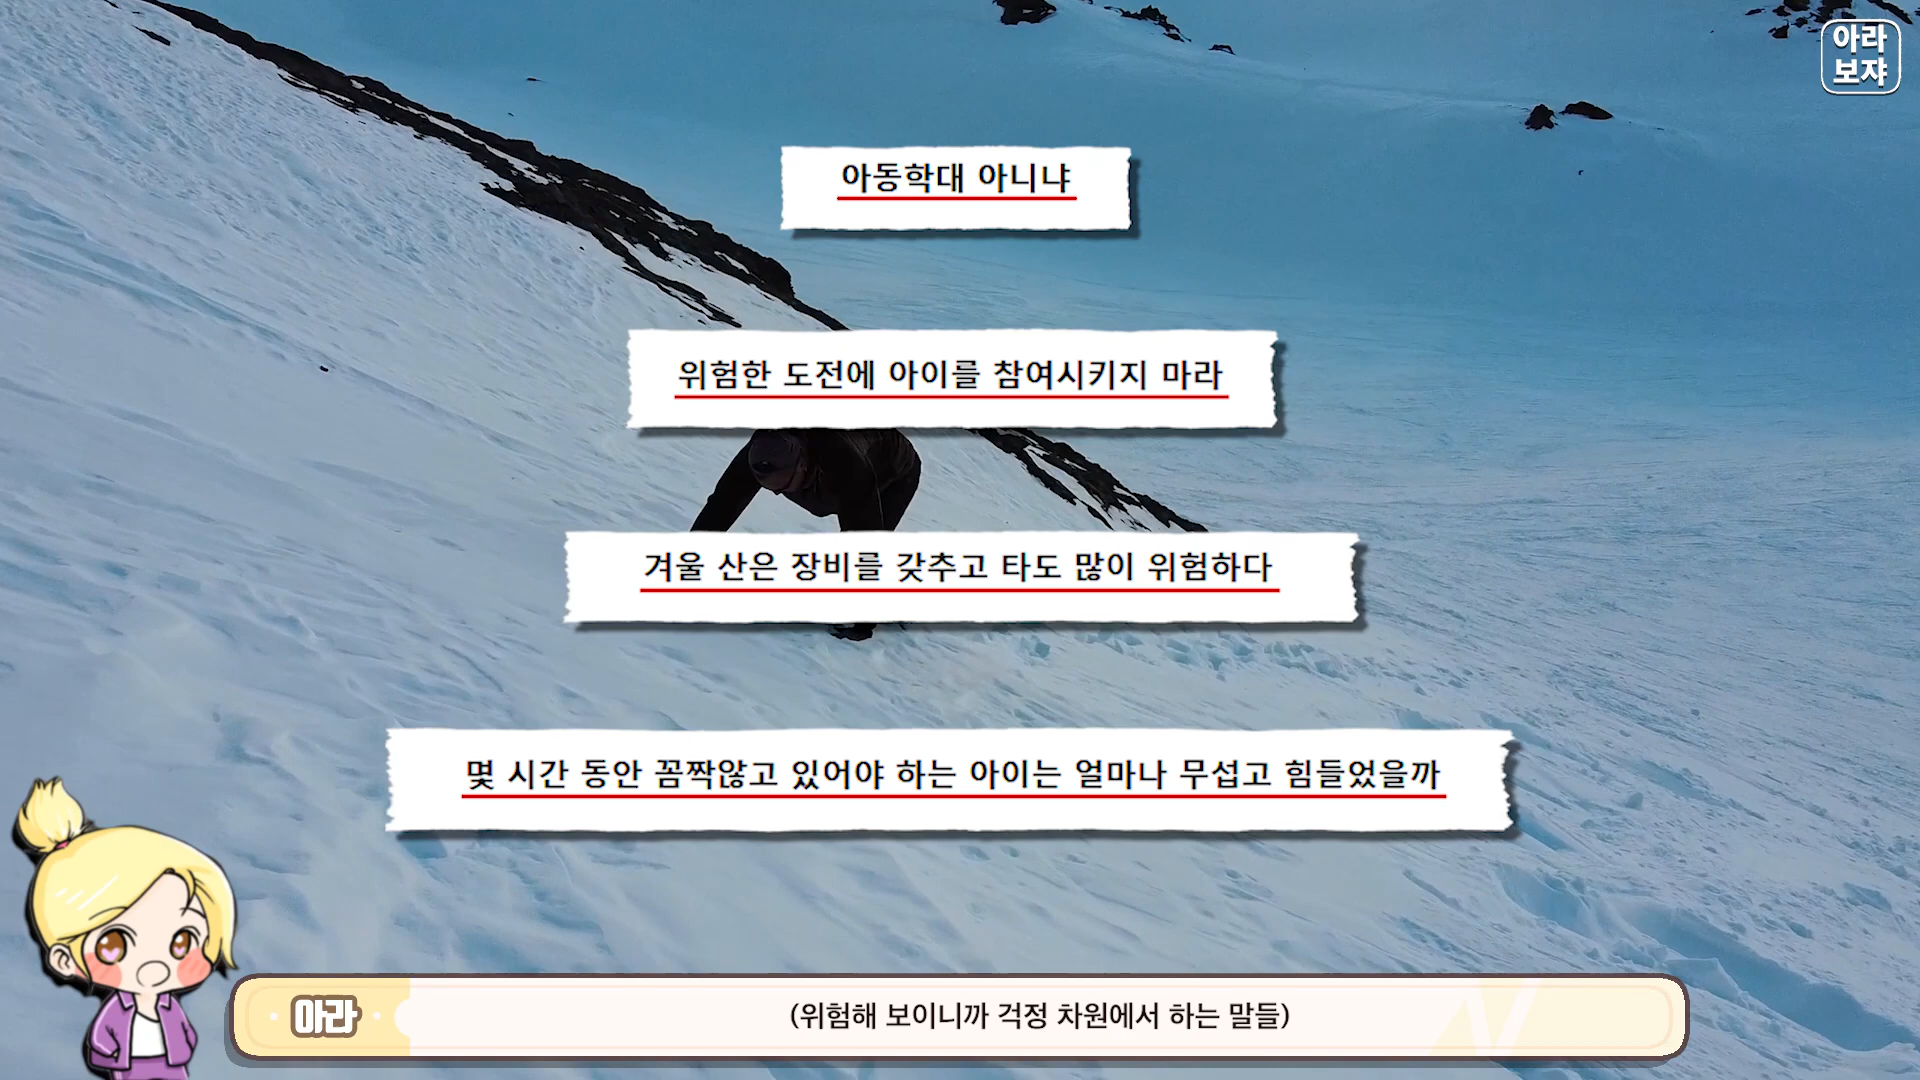 아라
보쟈
아동학대 아니냐
위험한 도전에 아이를 참여시키지 마라
겨울 산은 장비를 갖추고 타도 많이 위험하다
몇 시간 동안 꼼짝않고 있어야 하는 아이는 얼마나 무섭고 힘들었을까
아라
(위험해 보이니까 걱정 차원에서 하는 말들)